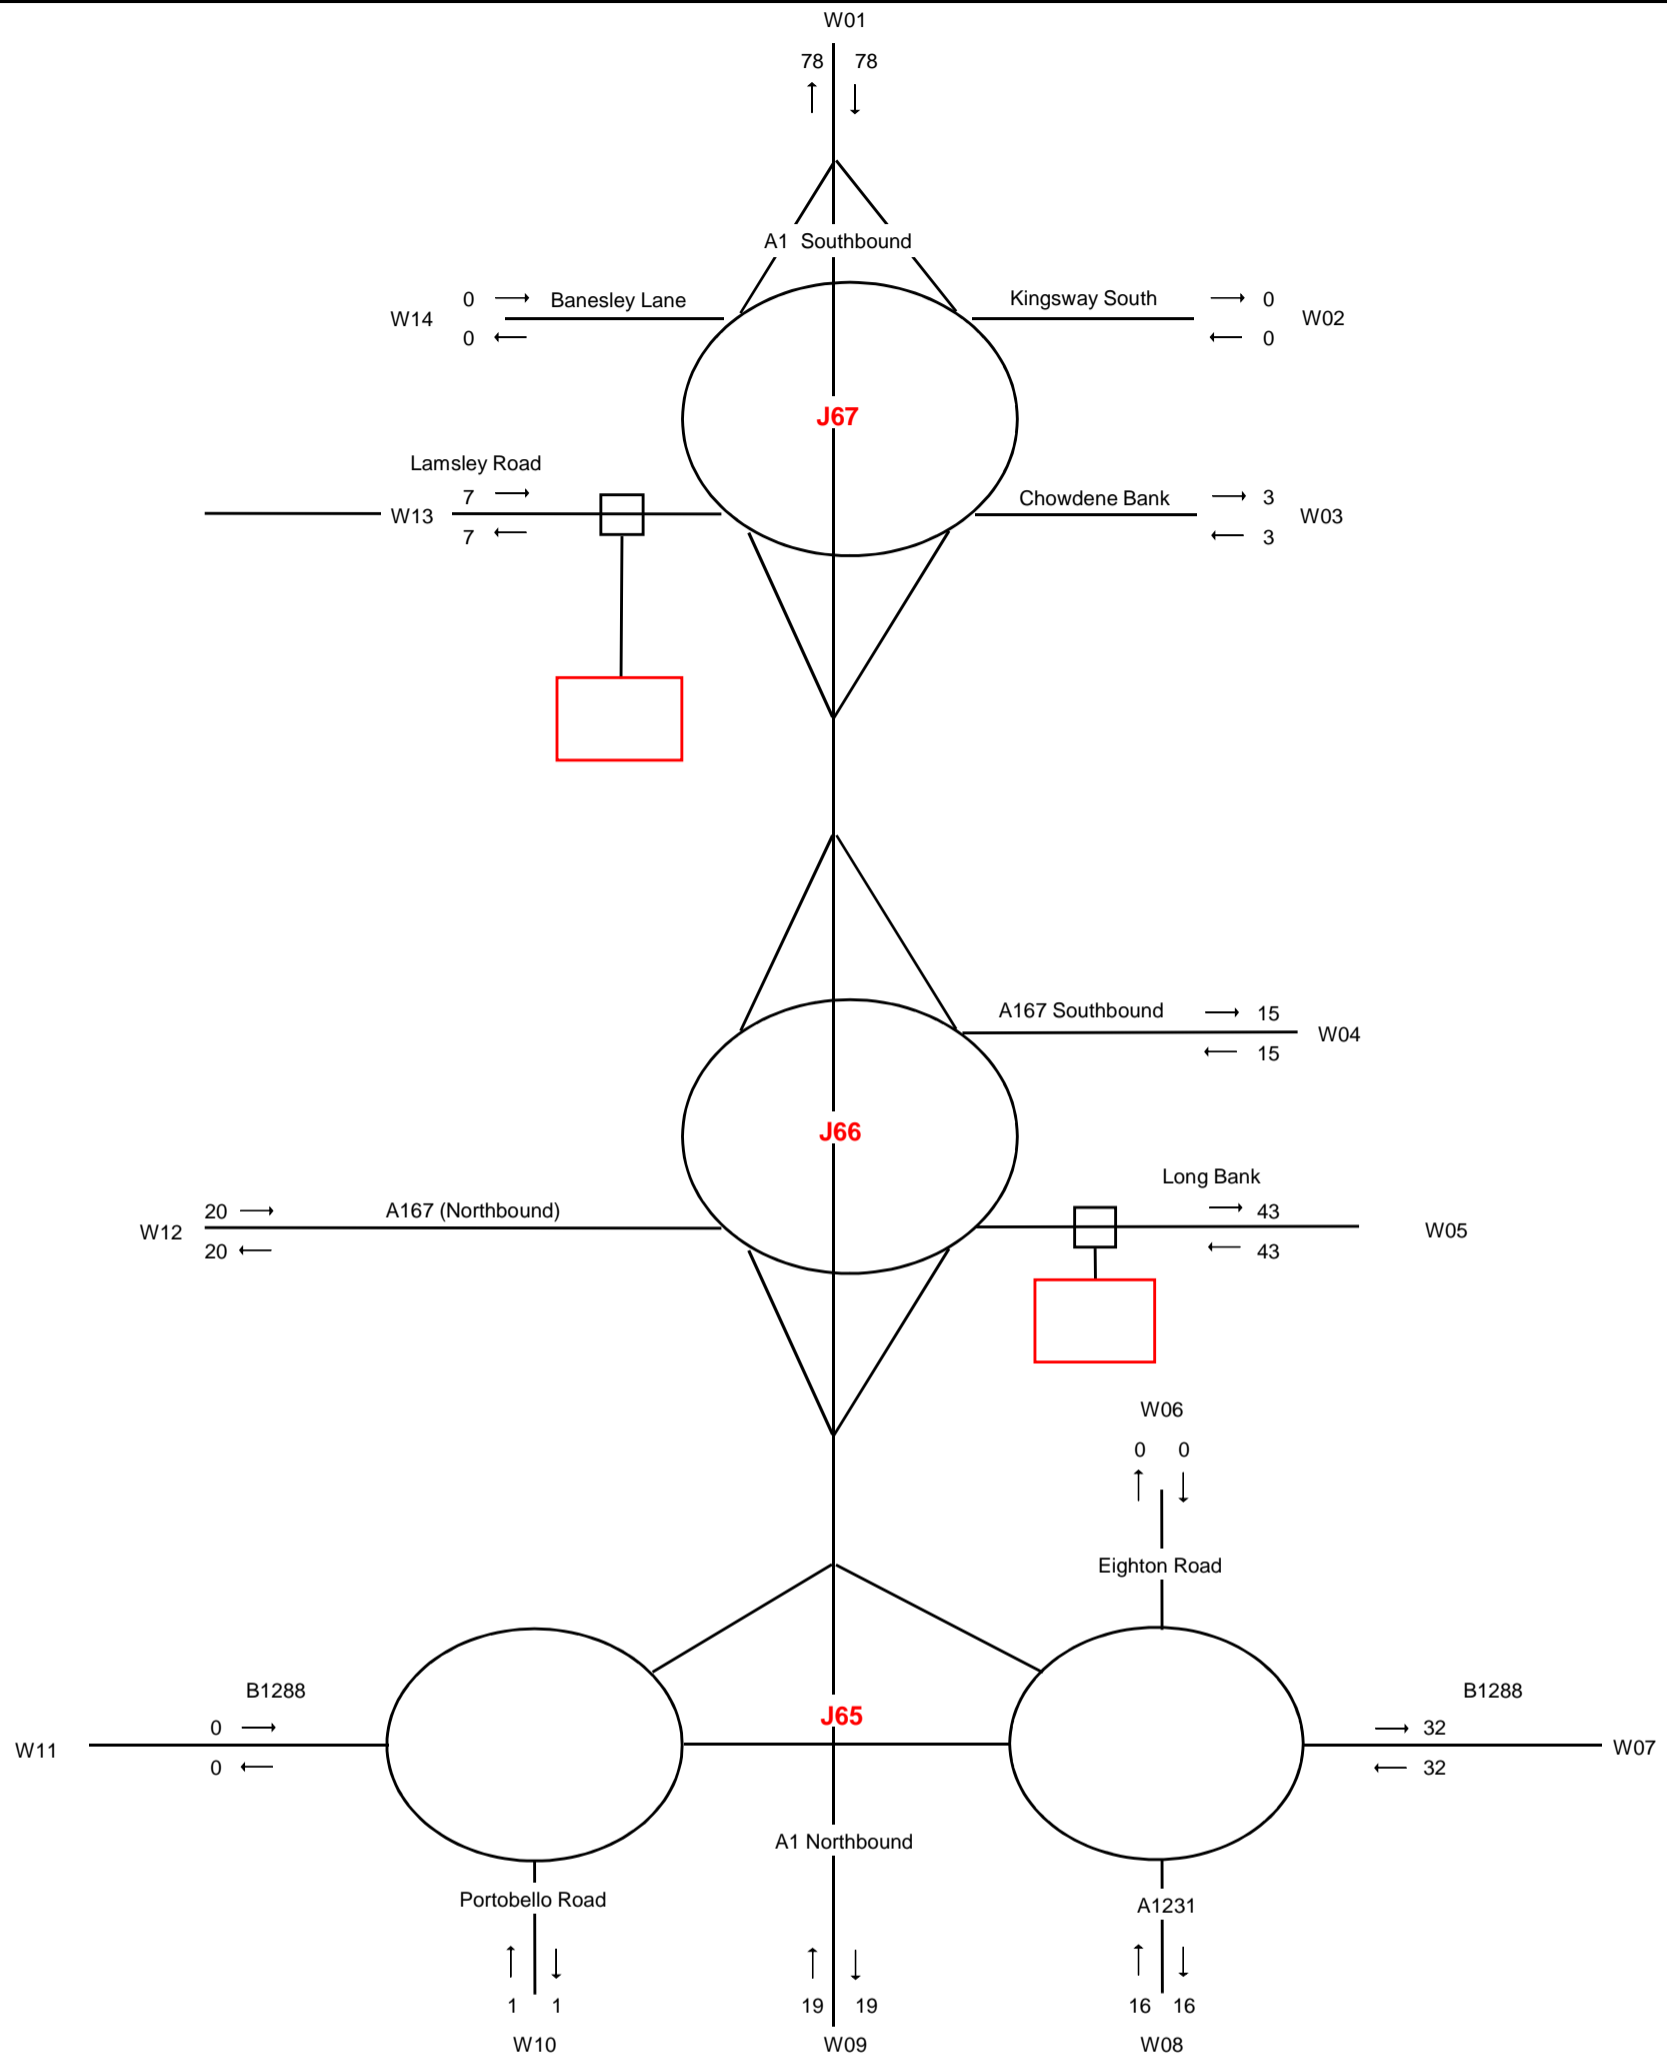 W01
78 78
A1 Southbound
0 Banesley Lane
W14
0
Kingsway South 0
W02
0
J67
Lamsley Road
7
W13
7
Chowdene Bank 3
W03
3
A167 Southbound 15
W04
15
J66
Long Bank
43
W05
43
20 A167 (Northbound)
W12
20
W06
0 0
Eighton Road
B1288
0
W11
0
J65
B1288
32
W07
32
A1 Northbound
Portobello Road
A1231
1 1
19 19
16 16
W10
W09
W08